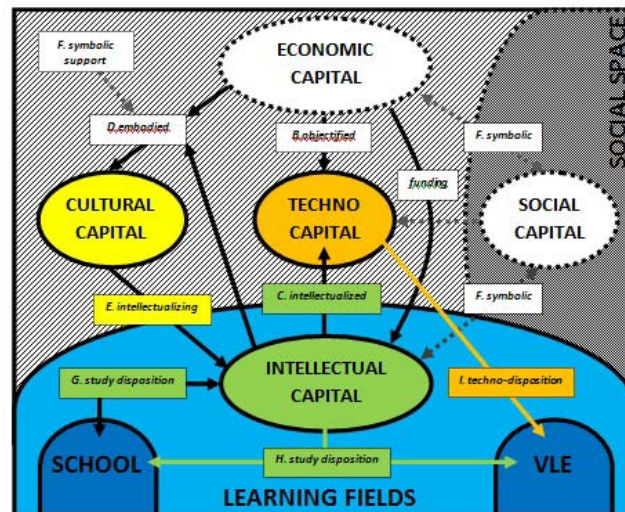 F. symbolic
support
ECONOMIC
CAPITAL
SOCIAL SPACE
D.embodied
B.objectified
F. symbolic
funding
CULTURAL
CAPITAL
TECHNO
CAPITAL
SOCIAL
CAPITAL
E. intellectualizing
C. intellectualized
F. symbolic
G. study disposition
INTELLECTUAL
CAPITAL
I. techno-disposition
SCHOOL
H. study disposition
VLE
LEARNING FIELDS